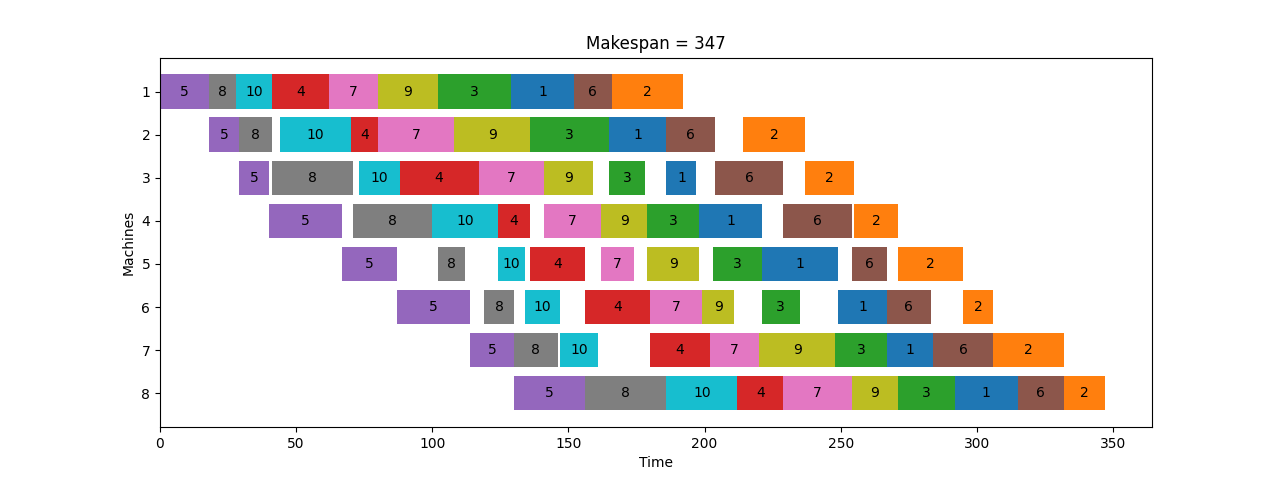 Makespan = 347
1 5 8 10 4 7 9 3 1 6 2
2 5 8 10 4 7 9 3 1 6 2
3 5 8 10 4 7 9 3 1 6 2
4 5 8 10 4 7 9 3 1 6 2
5 5 8 10 4 7 9 3 1 6 2
6 5 8 10 4 7 9 3 1 6 2
7 5 8 10 4 7 9 3 1 6 2
8 5 8 10 4 7 9 3 1 6 2
Machines
0 50 100 150 200 250 300 350
Time